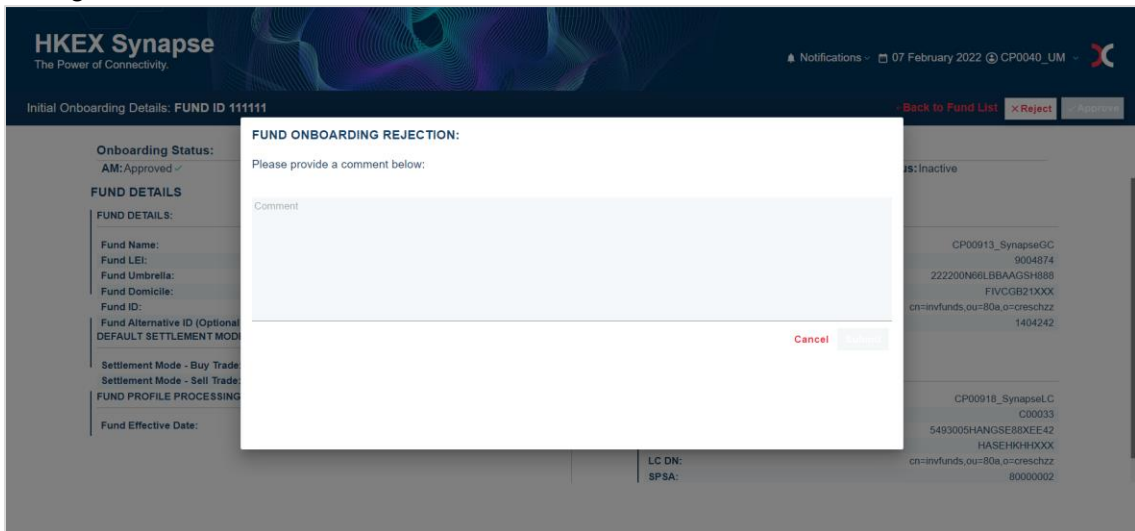 HKEX Synapse
The Power of Connectivity.
Notifications 07 February 2022 CP0040_UM
Initial Onboarding Details: FUND ID 111111
Back to Fund List × Reject ✓ Approve
FUND ONBOARDING REJECTION:
Please provide a comment below:
Comment
Cancel Submit
Onboarding Status:
AM: Approved ✓
us: Inactive
FUND DETAILS
FUND DETAILS:
Fund Name:
Fund LEI:
Fund Umbrella:
Fund Domicile:
Fund ID:
Fund Alternative ID (Optional
DEFAULT SETTLEMENT MOD
Settlement Mode - Buy Trade:
Settlement Mode - Sell Trade:
FUND PROFILE PROCESSING
Fund Effective Date:
CP00913_SynapseGC
9004874
222200N66LBBAAGSH888
FIVCGB21XXX
cn=invfunds,ou=80a,o=creschzz
1404242
CP00918_SynapseLC
C00033
5493005HANGSE88XEE42
HASEHKHHXXX
LC DN: cn=invfunds,ou=80a,o=creschzz
SPSA: 80000002